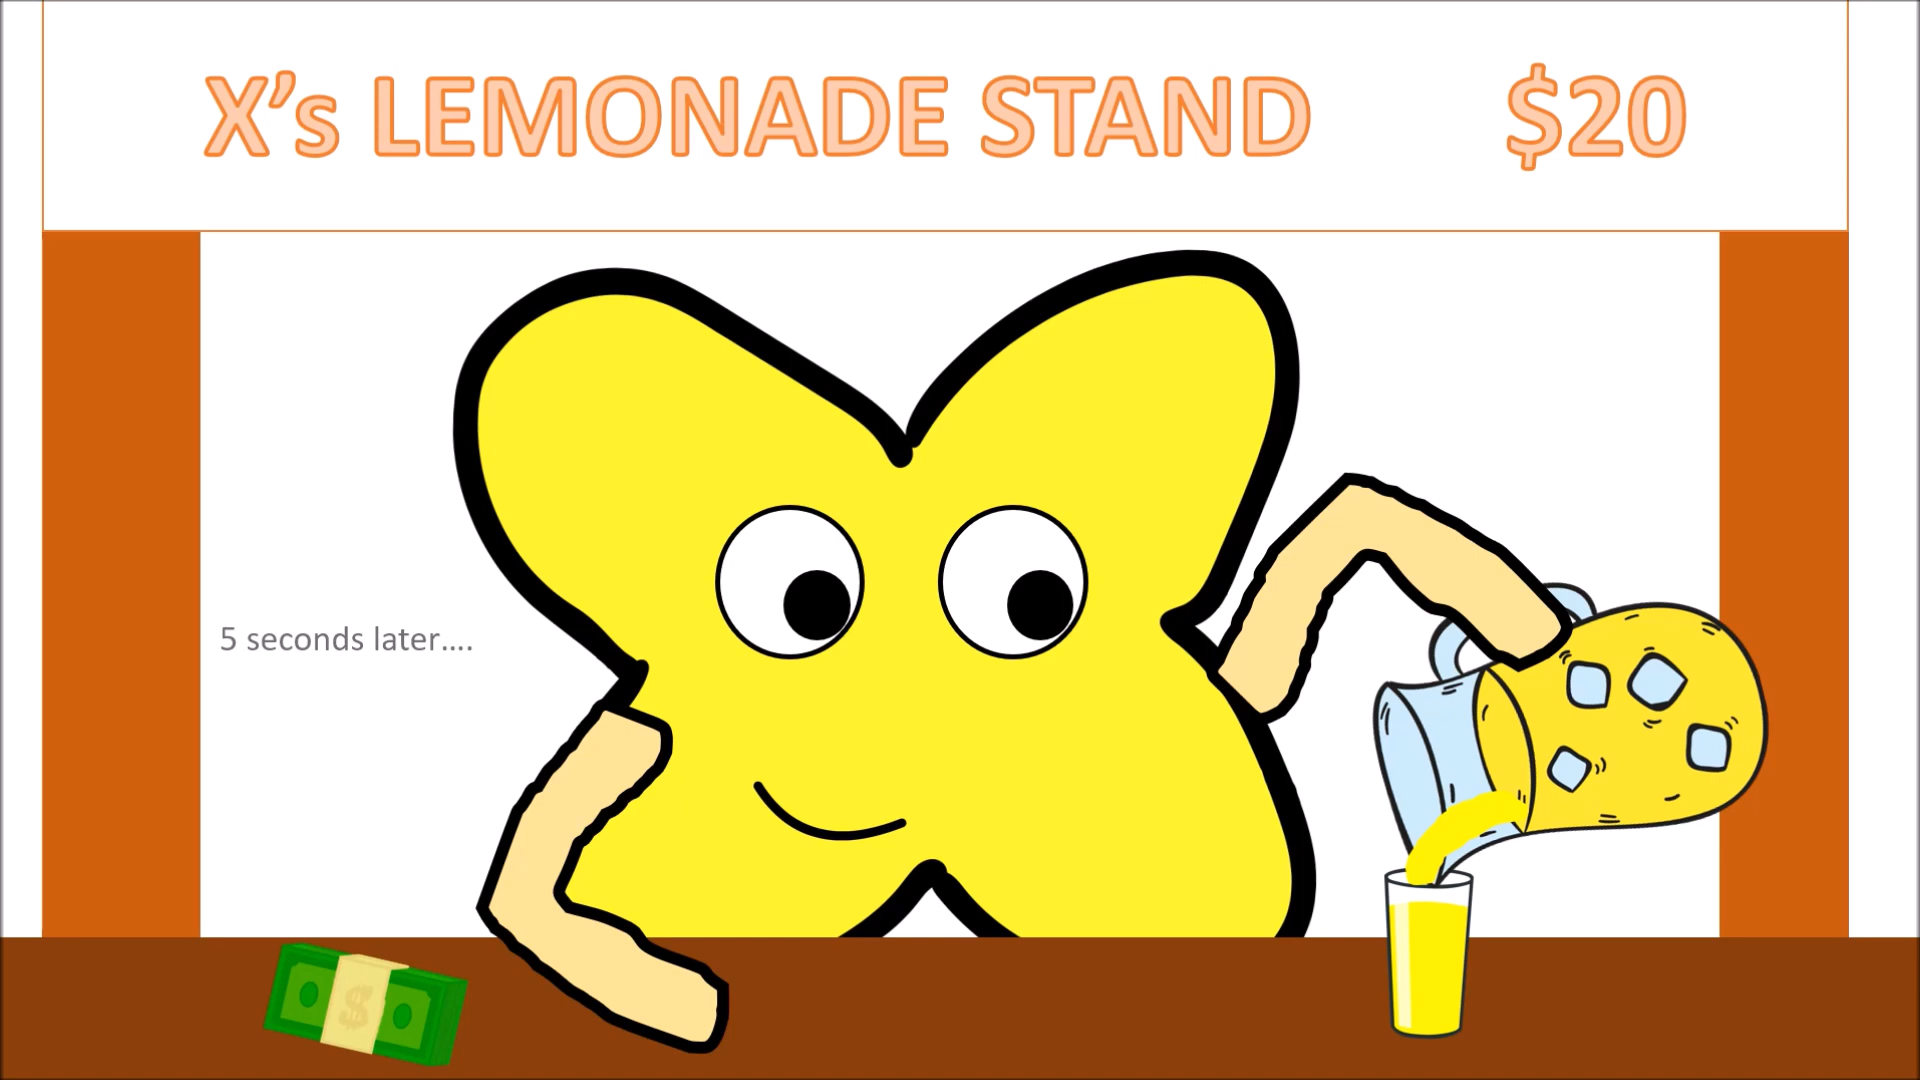 X’s LEMONADE STAND $20
5 seconds later....
$